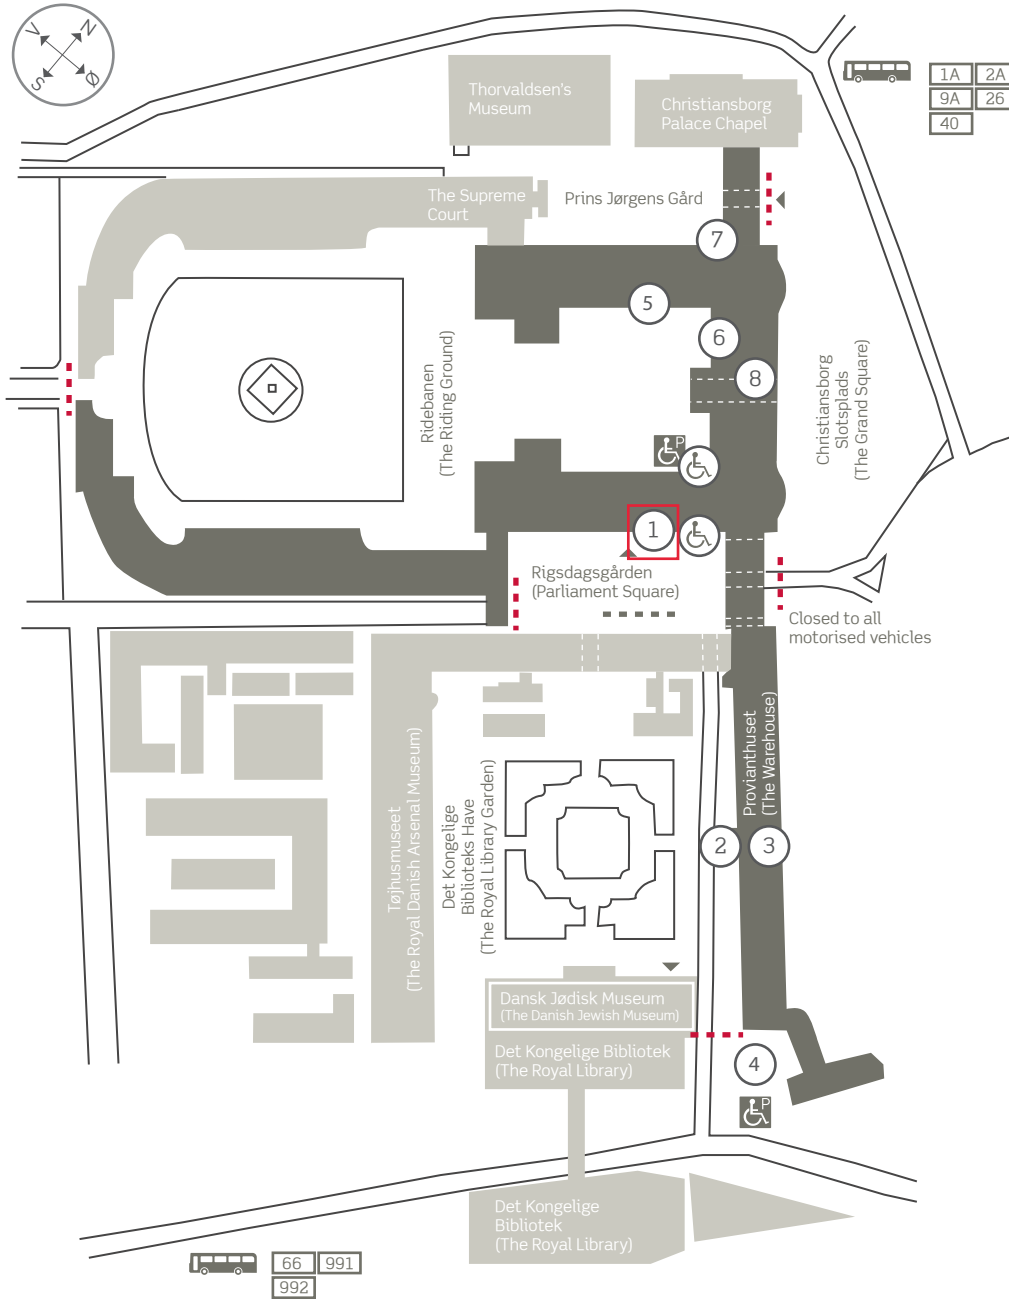 V
N
S
Ø
1A
2A
9A
26
40
Thorvaldsen's
Museum
Christiansborg
Palace Chapel
The Supreme
Court
Prins Jørgens Gård
7
5
6
8
Ridebanen
(The Riding Ground)
Christiansborg
Slotsplads
(The Grand Square)
P
1
Rigsdagsgården
(Parliament Square)
Closed to all
motorised vehicles
Provianthuset
(The Warehouse)
Tøjhusmuseet
(The Royal Danish Arsenal Museum)
Det Kongelige
Biblioteks Have
(The Royal Library Garden)
2
3
Dansk Jødisk Museum
(The Danish Jewish Museum)
Det Kongelige Bibliotek
(The Royal Library)
4
P
Det Kongelige
Bibliotek
(The Royal Library)
66
991
992